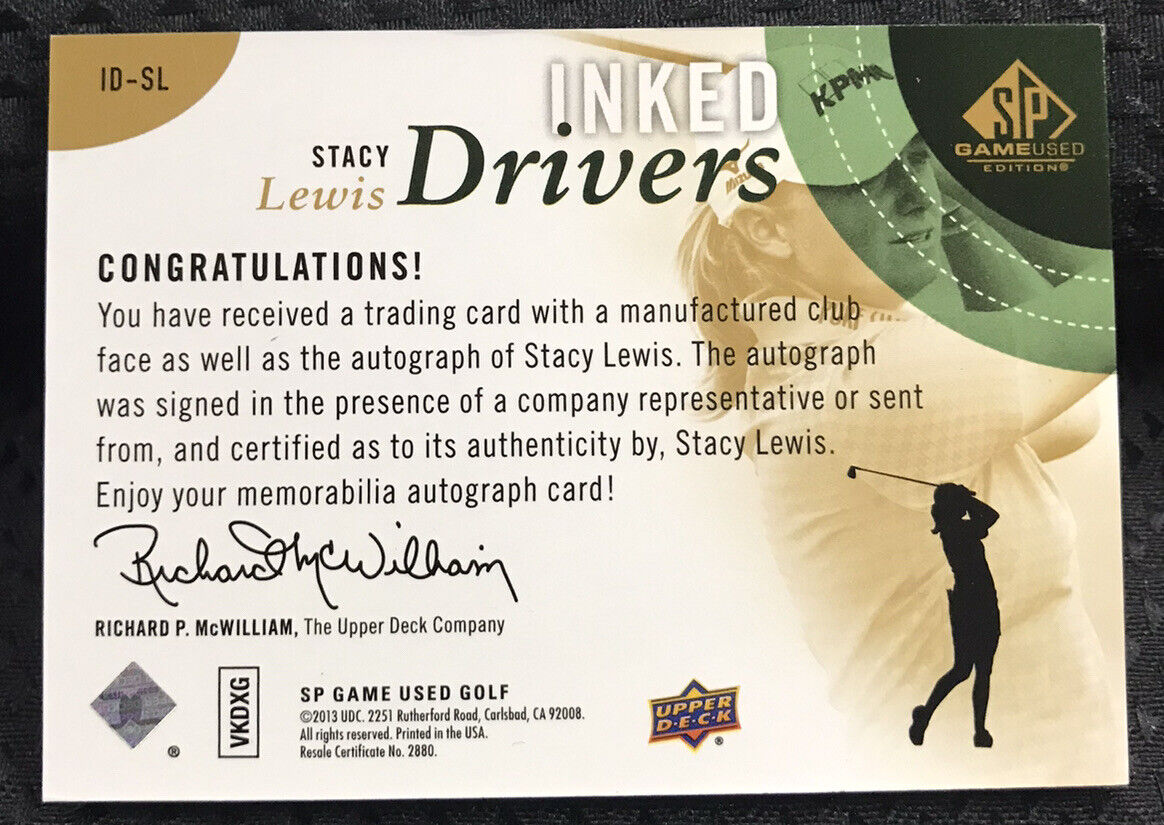 ID-SL
INKED
STACY
Lewis Drivers
KPMG
MIZUNO
SP
GAMEUSED
EDITION®
CONGRATULATIONS!
You have received a trading card with a manufactured club
face as well as the autograph of Stacy Lewis. The autograph
was signed in the presence of a company representative or sent
from, and certified as to its authenticity by, Stacy Lewis.
Enjoy your memorabilia autograph card!
Richard McWilliam
RICHARD P. McWILLIAM, The Upper Deck Company
®
VKDXG
SP GAME USED GOLF
©2013 UDC. 2251 Rutherford Road, Carlsbad, CA 92008.
All rights reserved. Printed in the USA.
Resale Certificate No. 2880.
UPPER
D·E·C·K
®